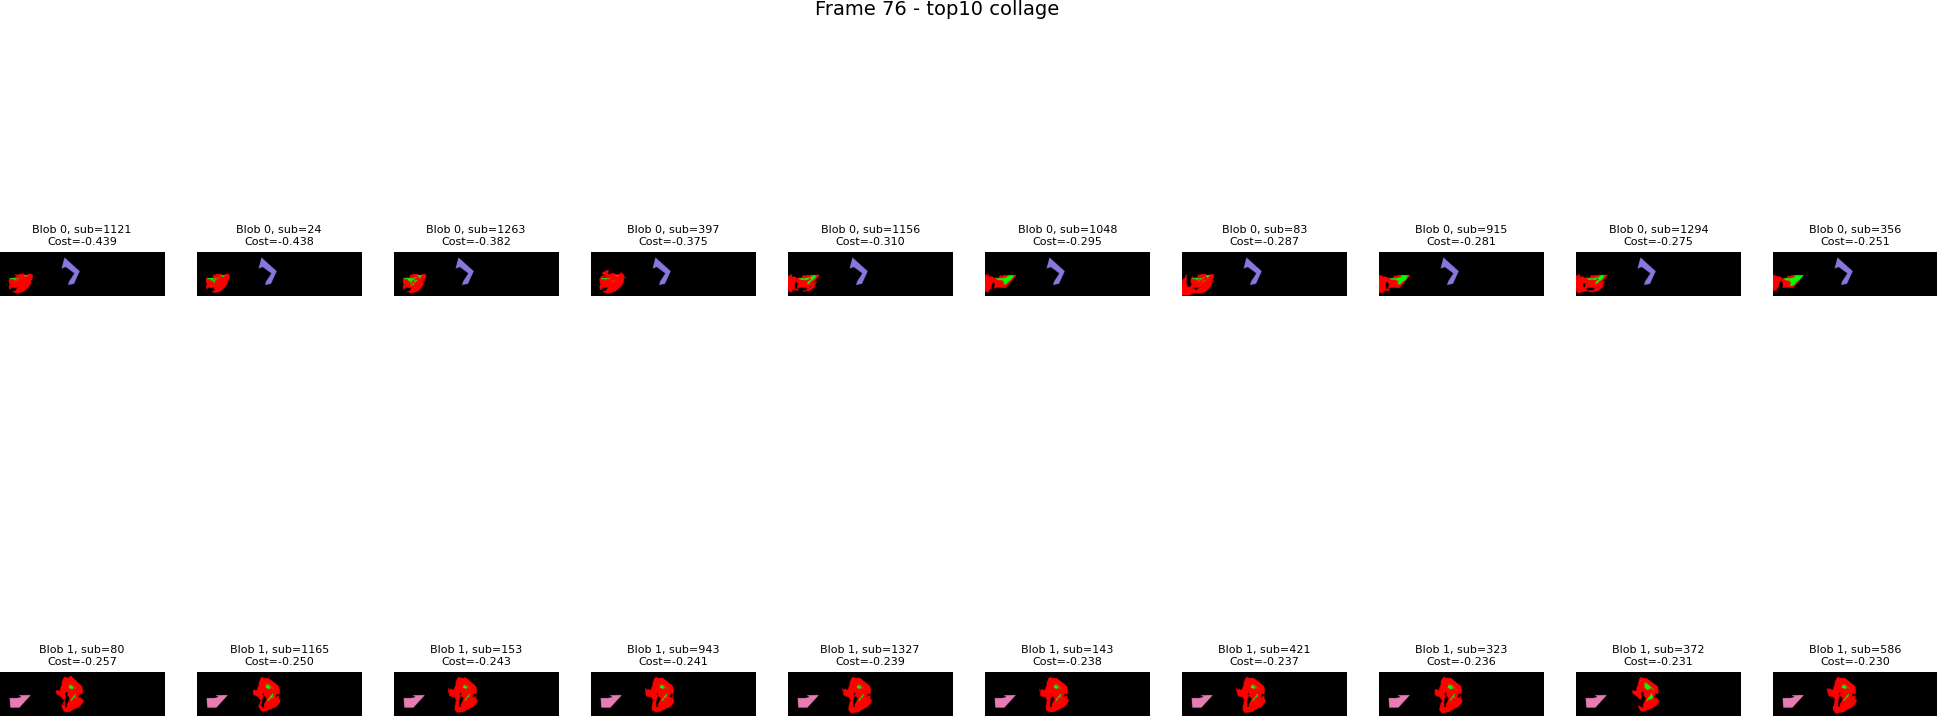 Frame 76 - top10 collage
Blob 0, sub=1121
Cost=-0.439
Blob 0, sub=24
Cost=-0.438
Blob 0, sub=1263
Cost=-0.382
Blob 0, sub=397
Cost=-0.375
Blob 0, sub=1156
Cost=-0.310
Blob 0, sub=1048
Cost=-0.295
Blob 0, sub=83
Cost=-0.287
Blob 0, sub=915
Cost=-0.281
Blob 0, sub=1294
Cost=-0.275
Blob 0, sub=356
Cost=-0.251
Blob 1, sub=80
Cost=-0.257
Blob 1, sub=1165
Cost=-0.250
Blob 1, sub=153
Cost=-0.243
Blob 1, sub=943
Cost=-0.241
Blob 1, sub=1327
Cost=-0.239
Blob 1, sub=143
Cost=-0.238
Blob 1, sub=421
Cost=-0.237
Blob 1, sub=323
Cost=-0.236
Blob 1, sub=372
Cost=-0.231
Blob 1, sub=586
Cost=-0.230